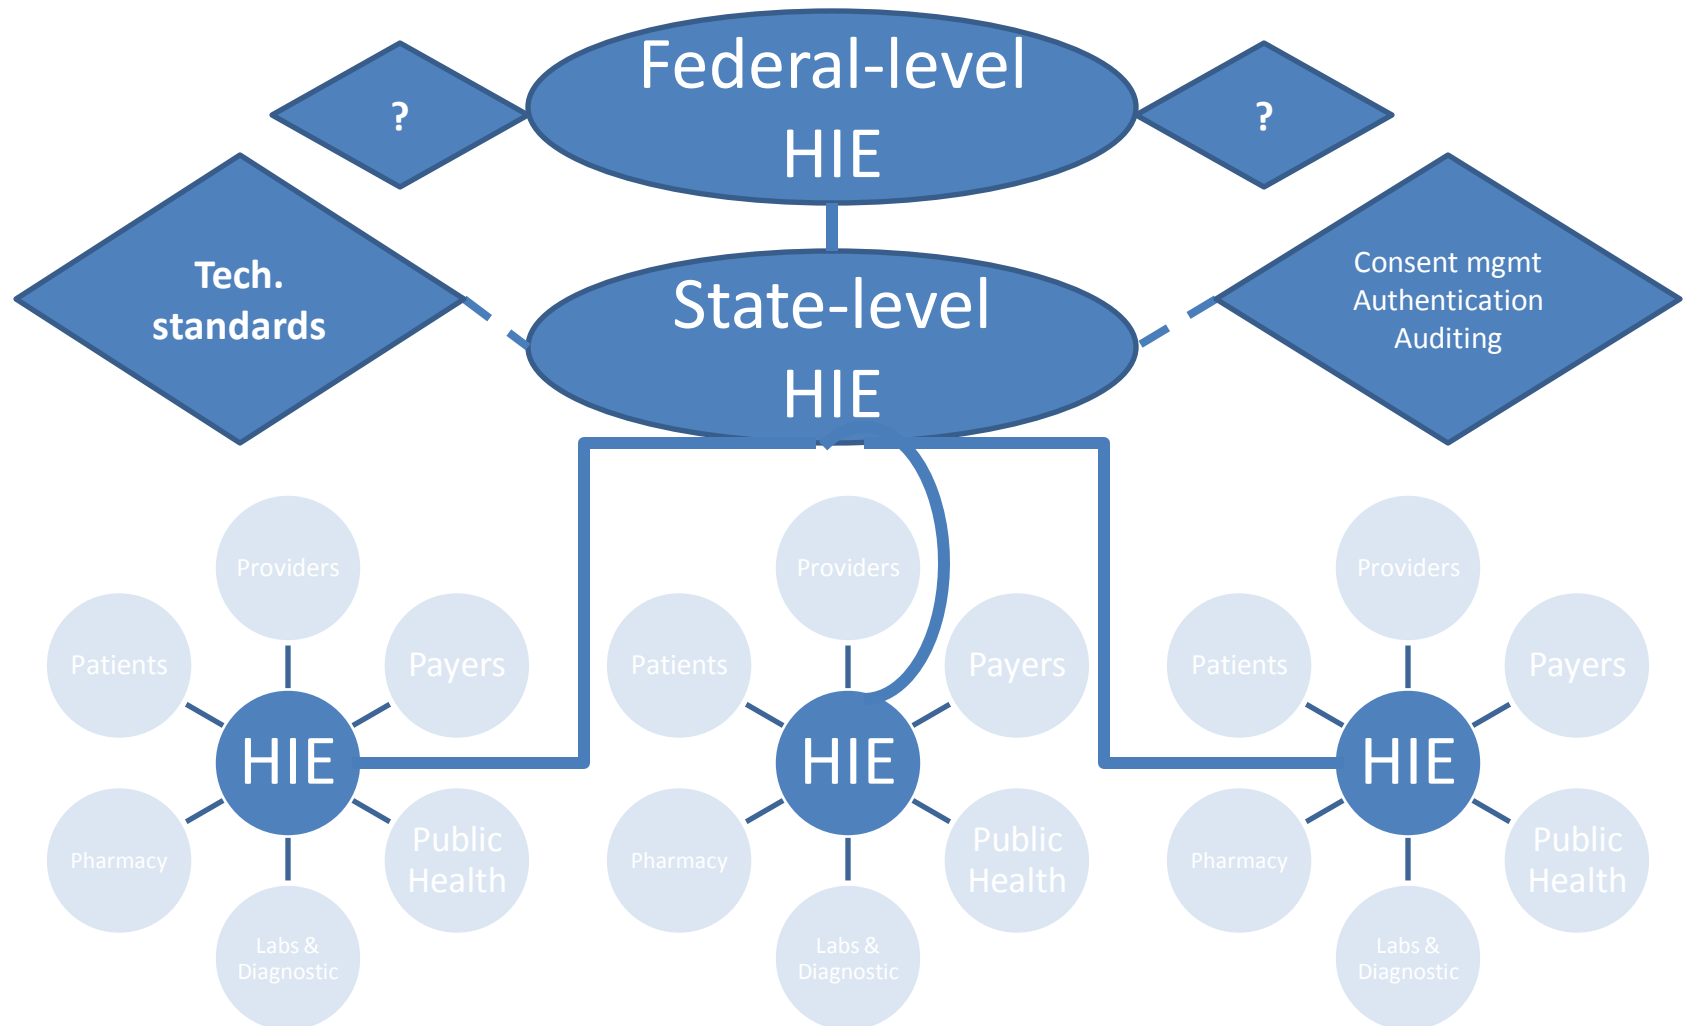 Federal-level
HIE
?
?
Tech.
standards
State-level
HIE
Consent mgmt
Authentication
Auditing
Providers
Patients
Payers
HIE
Pharmacy
Public
Health
Labs &
Diagnostic
Providers
Patients
Payers
HIE
Pharmacy
Public
Health
Labs &
Diagnostic
Providers
Patients
Payers
HIE
Pharmacy
Public
Health
Labs &
Diagnostic